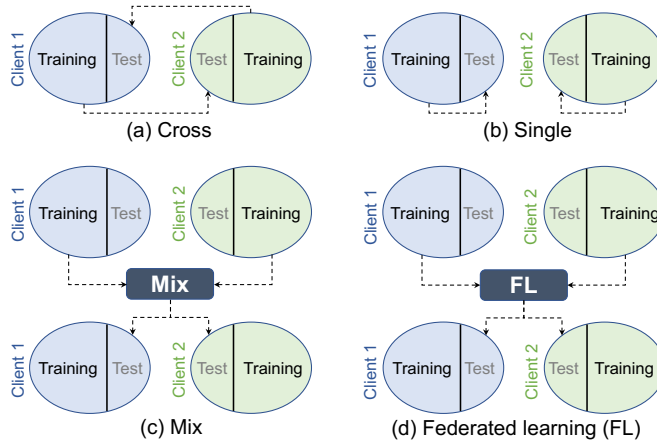 Client 1
Training
Test
Client 2
Test
Training
(a) Cross
Client 1
Training
Test
Client 2
Test
Training
(b) Single
Client 1
Training
Test
Client 2
Test
Training
Mix
Client 1
Training
Test
Client 2
Test
Training
(c) Mix
Client 1
Training
Test
Client 2
Test
Training
FL
Client 1
Training
Test
Client 2
Test
Training
(d) Federated learning (FL)